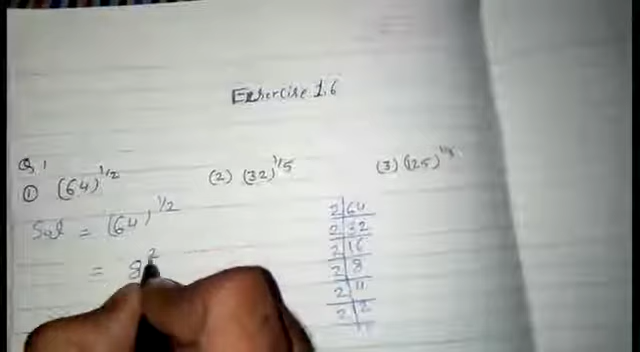 Exercise 1.6
Q.1
① (64)^1/2 (2) (32)^1/5 (3) (125)^1/3
Sol = (64)^1/2
= 8^2
2|64
2|32
2|16
2|8
2|4
2|2